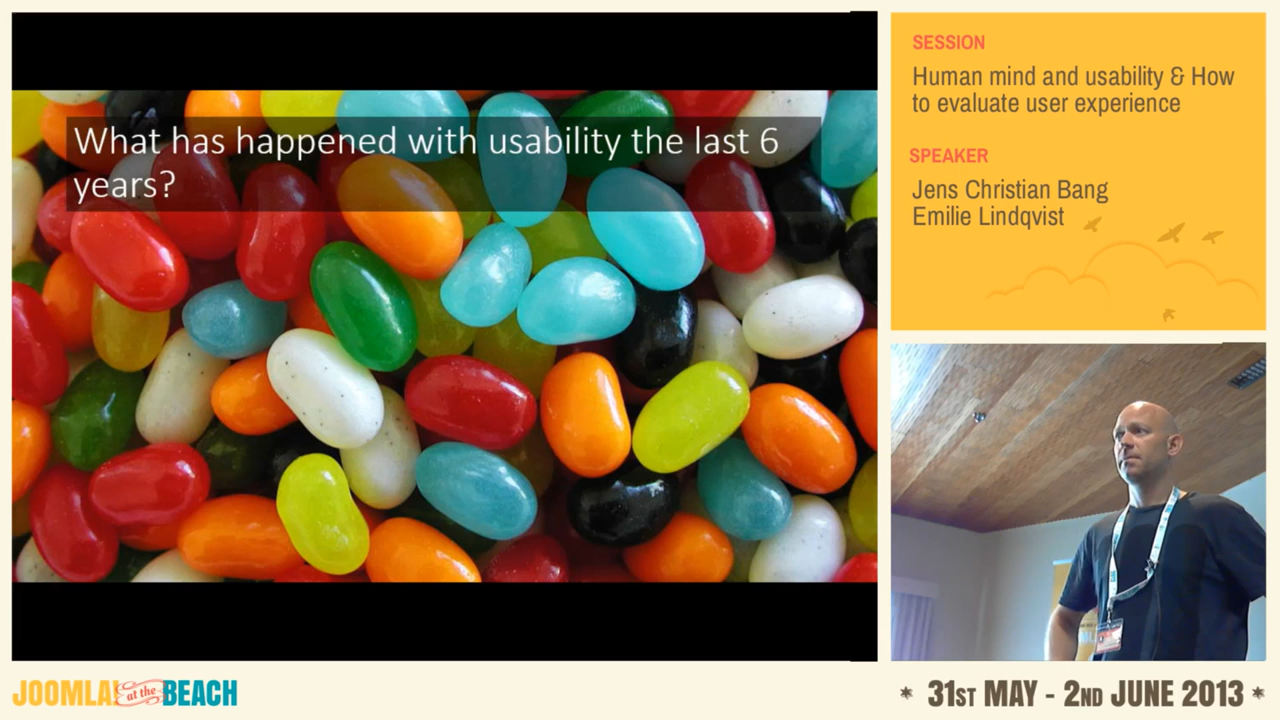 What has happened with usability the last 6
years?
SESSION
Human mind and usability & How
to evaluate user experience
SPEAKER
Jens Christian Bang
Emilie Lindqvist
JOOMLA! at the BEACH
* 31ST MAY - 2ND JUNE 2013 *